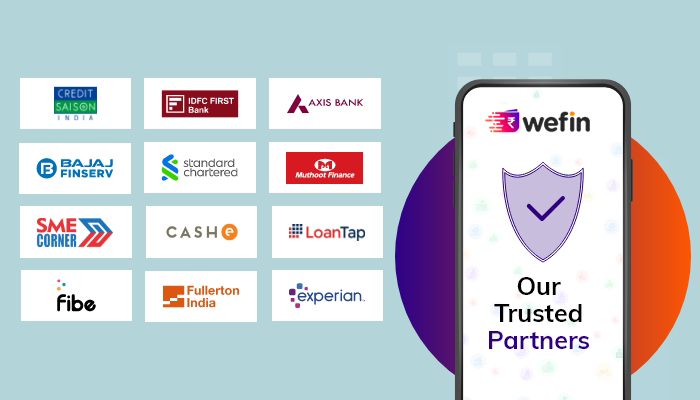 CREDIT
SAISON
INDIA
IDFC FIRST
Bank
AXIS BANK
BAJAJ
FINSERV
standard
chartered
Muthoot Finance
SME
CORNER
CASHe
LoanTap
fibe
Fullerton
India
experian.
₹ wefin
Our
Trusted
Partners